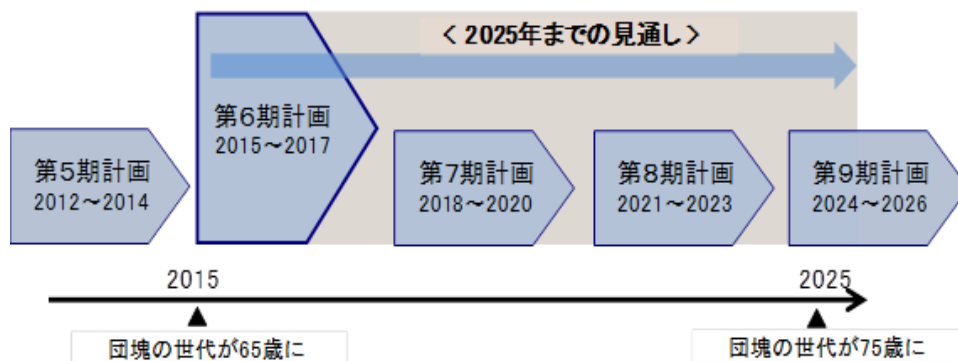 < 2025年までの見通し>
第6期計画
2015～2017
第5期計画
2012～2014
第7期計画
2018～2020
第8期計画
2021～2023
第9期計画
2024～2026
2015
2025
団塊の世代が65歳に
団塊の世代が75歳に